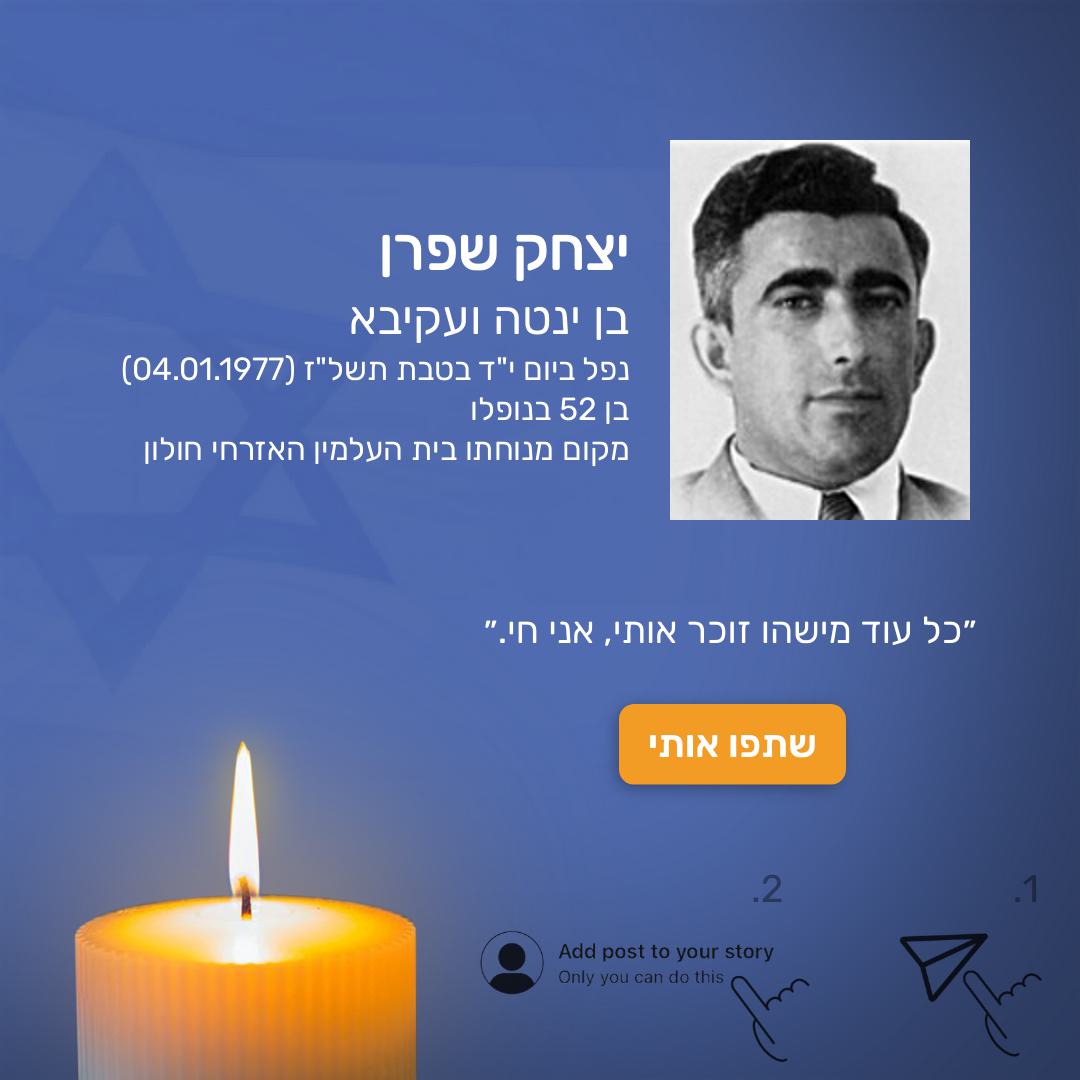 יצחק שפרן
בן ינטה ועקיבא
נפל ביום י"ד בטבת תשל"ז (04.01.1977)
בן 52 בנופלו
מקום מנוחתו בית העלמין האזרחי חולון
״כל עוד מישהו זוכר אותי, אני חי.״
שתפו אותי
1.
2.
Add post to your story
Only you can do this